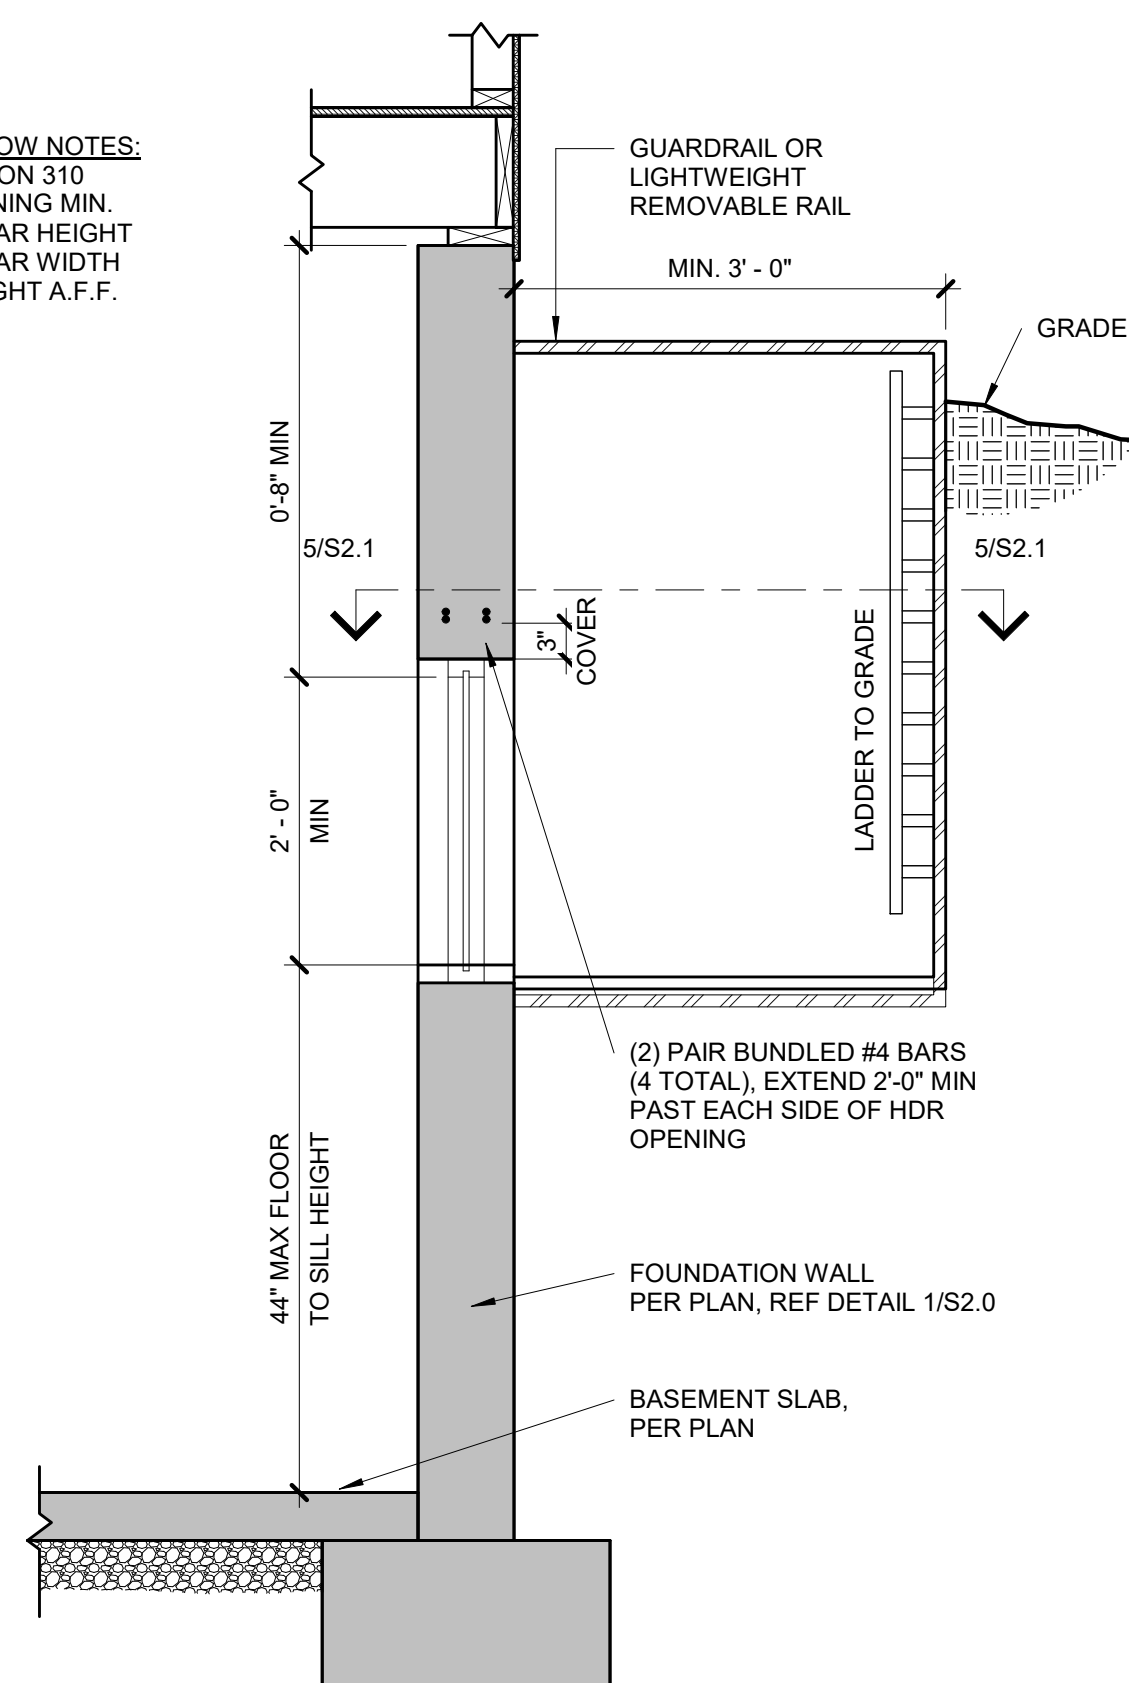 OW NOTES:
ON 310
NING MIN.
AR HEIGHT
AR WIDTH
GHT A.F.F.
GUARDRAIL OR
LIGHTWEIGHT
REMOVABLE RAIL
MIN. 3' - 0"
GRADE
0'-8" MIN
5/S2.1
5/S2.1
3"
COVER
LADDER TO GRADE
2' - 0"
MIN
(2) PAIR BUNDLED #4 BARS
(4 TOTAL), EXTEND 2'-0" MIN
PAST EACH SIDE OF HDR
OPENING
44" MAX FLOOR
TO SILL HEIGHT
FOUNDATION WALL
PER PLAN, REF DETAIL 1/S2.0
BASEMENT SLAB,
PER PLAN